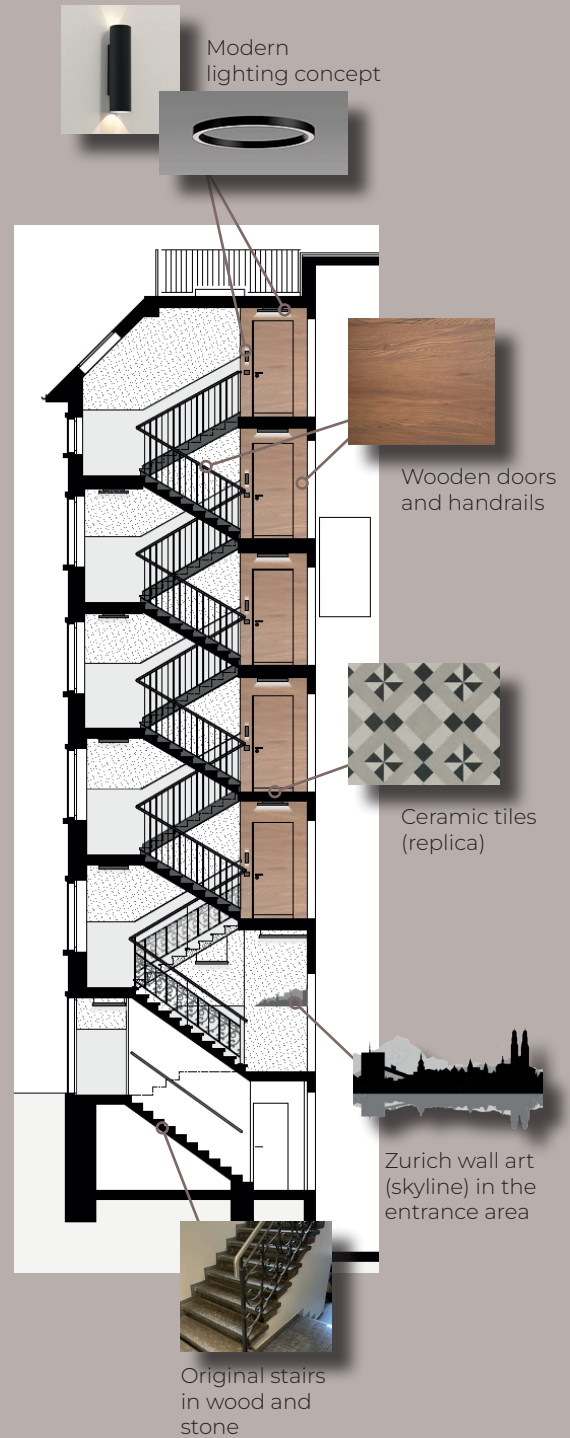 Modern
lighting concept
Wooden doors
and handrails
Ceramic tiles
(replica)
Zurich wall art
(skyline) in the
entrance area
Original stairs
in wood and
stone